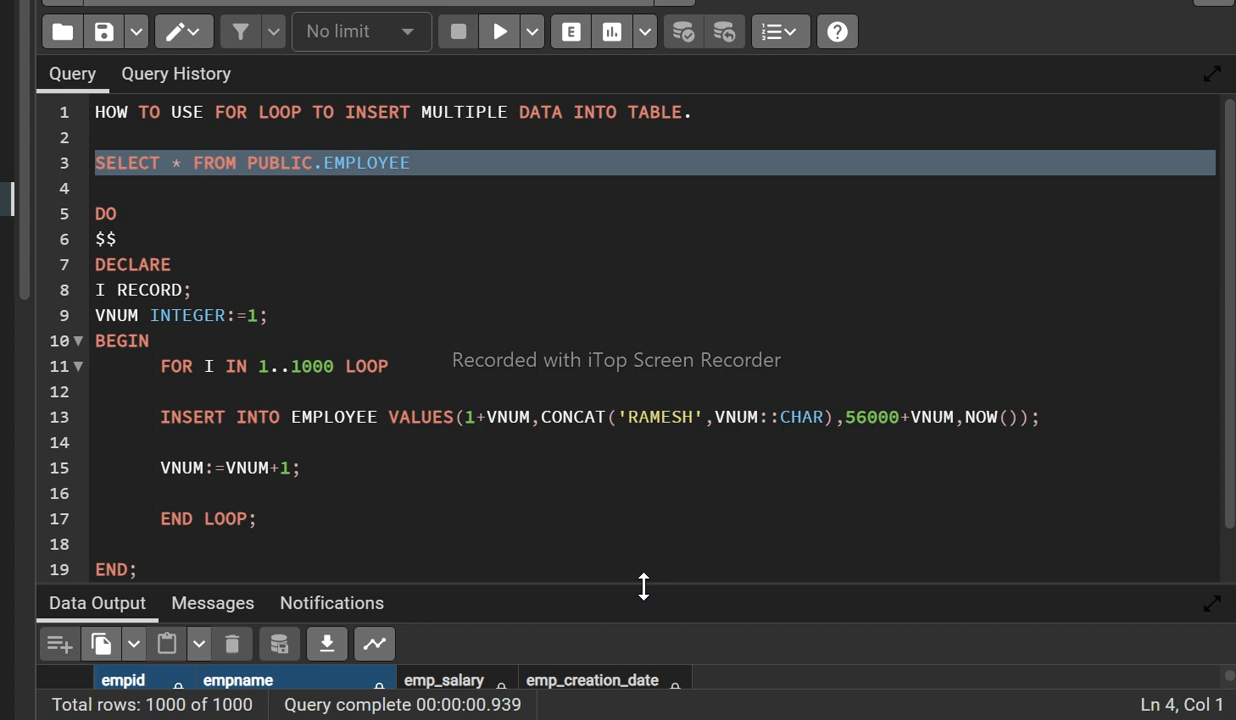 No limit
Query Query History
1 HOW TO USE FOR LOOP TO INSERT MULTIPLE DATA INTO TABLE.
2
3 SELECT * FROM PUBLIC.EMPLOYEE
4
5 DO
6 $$
7 DECLARE
8 I RECORD;
9 VNUM INTEGER:=1;
10 BEGIN
11 FOR I IN 1..1000 LOOP
Recorded with iTop Screen Recorder
12
13 INSERT INTO EMPLOYEE VALUES(1+VNUM,CONCAT('RAMESH',VNUM::CHAR),56000+VNUM,NOW());
14
15 VNUM:=VNUM+1;
16
17 END LOOP;
18
19 END;
Data Output Messages Notifications
empid empname emp_salary emp_creation_date
Total rows: 1000 of 1000 Query complete 00:00:00.939 Ln 4, Col 1